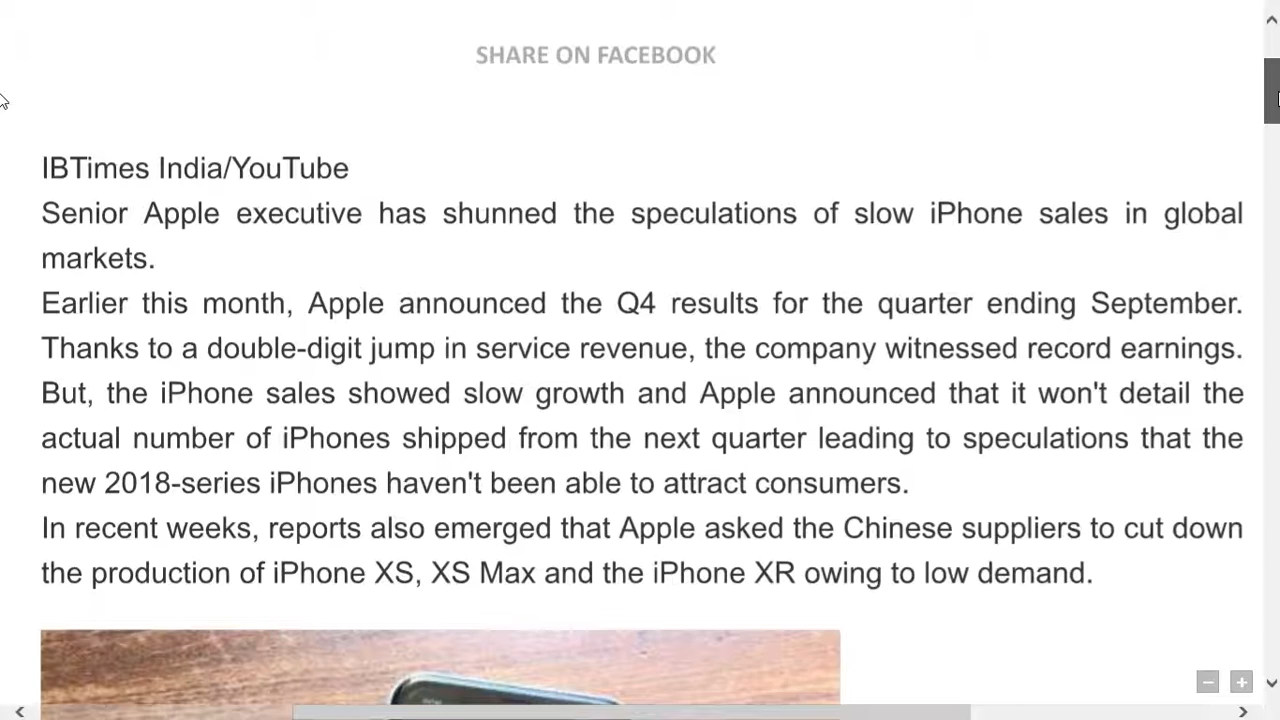 SHARE ON FACEBOOK
IBTimes India/YouTube
Senior Apple executive has shunned the speculations of slow iPhone sales in global
markets.
Earlier this month, Apple announced the Q4 results for the quarter ending September.
Thanks to a double-digit jump in service revenue, the company witnessed record earnings.
But, the iPhone sales showed slow growth and Apple announced that it won't detail the
actual number of iPhones shipped from the next quarter leading to speculations that the
new 2018-series iPhones haven't been able to attract consumers.
In recent weeks, reports also emerged that Apple asked the Chinese suppliers to cut down
the production of iPhone XS, XS Max and the iPhone XR owing to low demand.